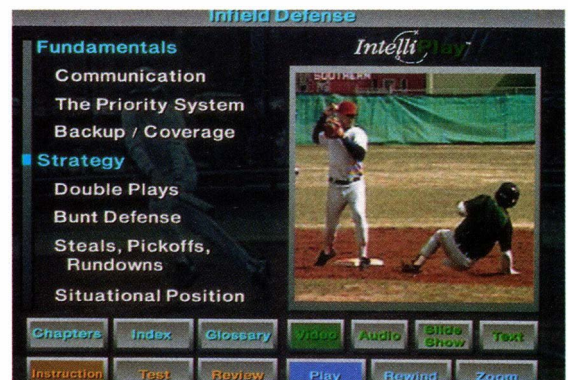 Infield Defense
Fundamentals
Communication
The Priority System
Backup / Coverage
Strategy
Double Plays
Bunt Defense
Steals, Pickoffs,
Rundowns
Situational Position
IntelliPlay™
SOUTHERN
Chapters
Index
Glossary
Video
Audio
Slide
Show
Text
Instruction
Test
Review
Play
Rewind
Zoom